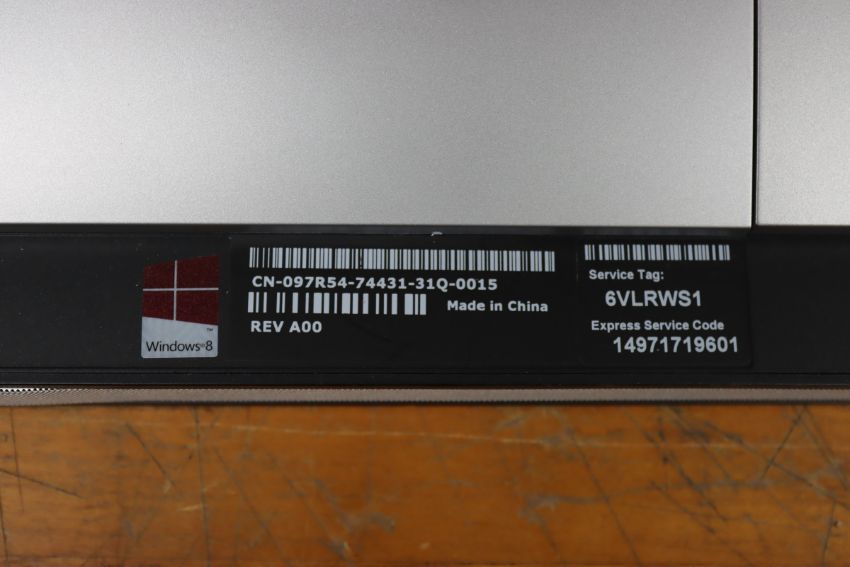 CN-097R54-74431-31Q-0015
Made in China
REV A00
Service Tag:
6VLRWS1
Express Service Code
14971719601
™
Windows®8